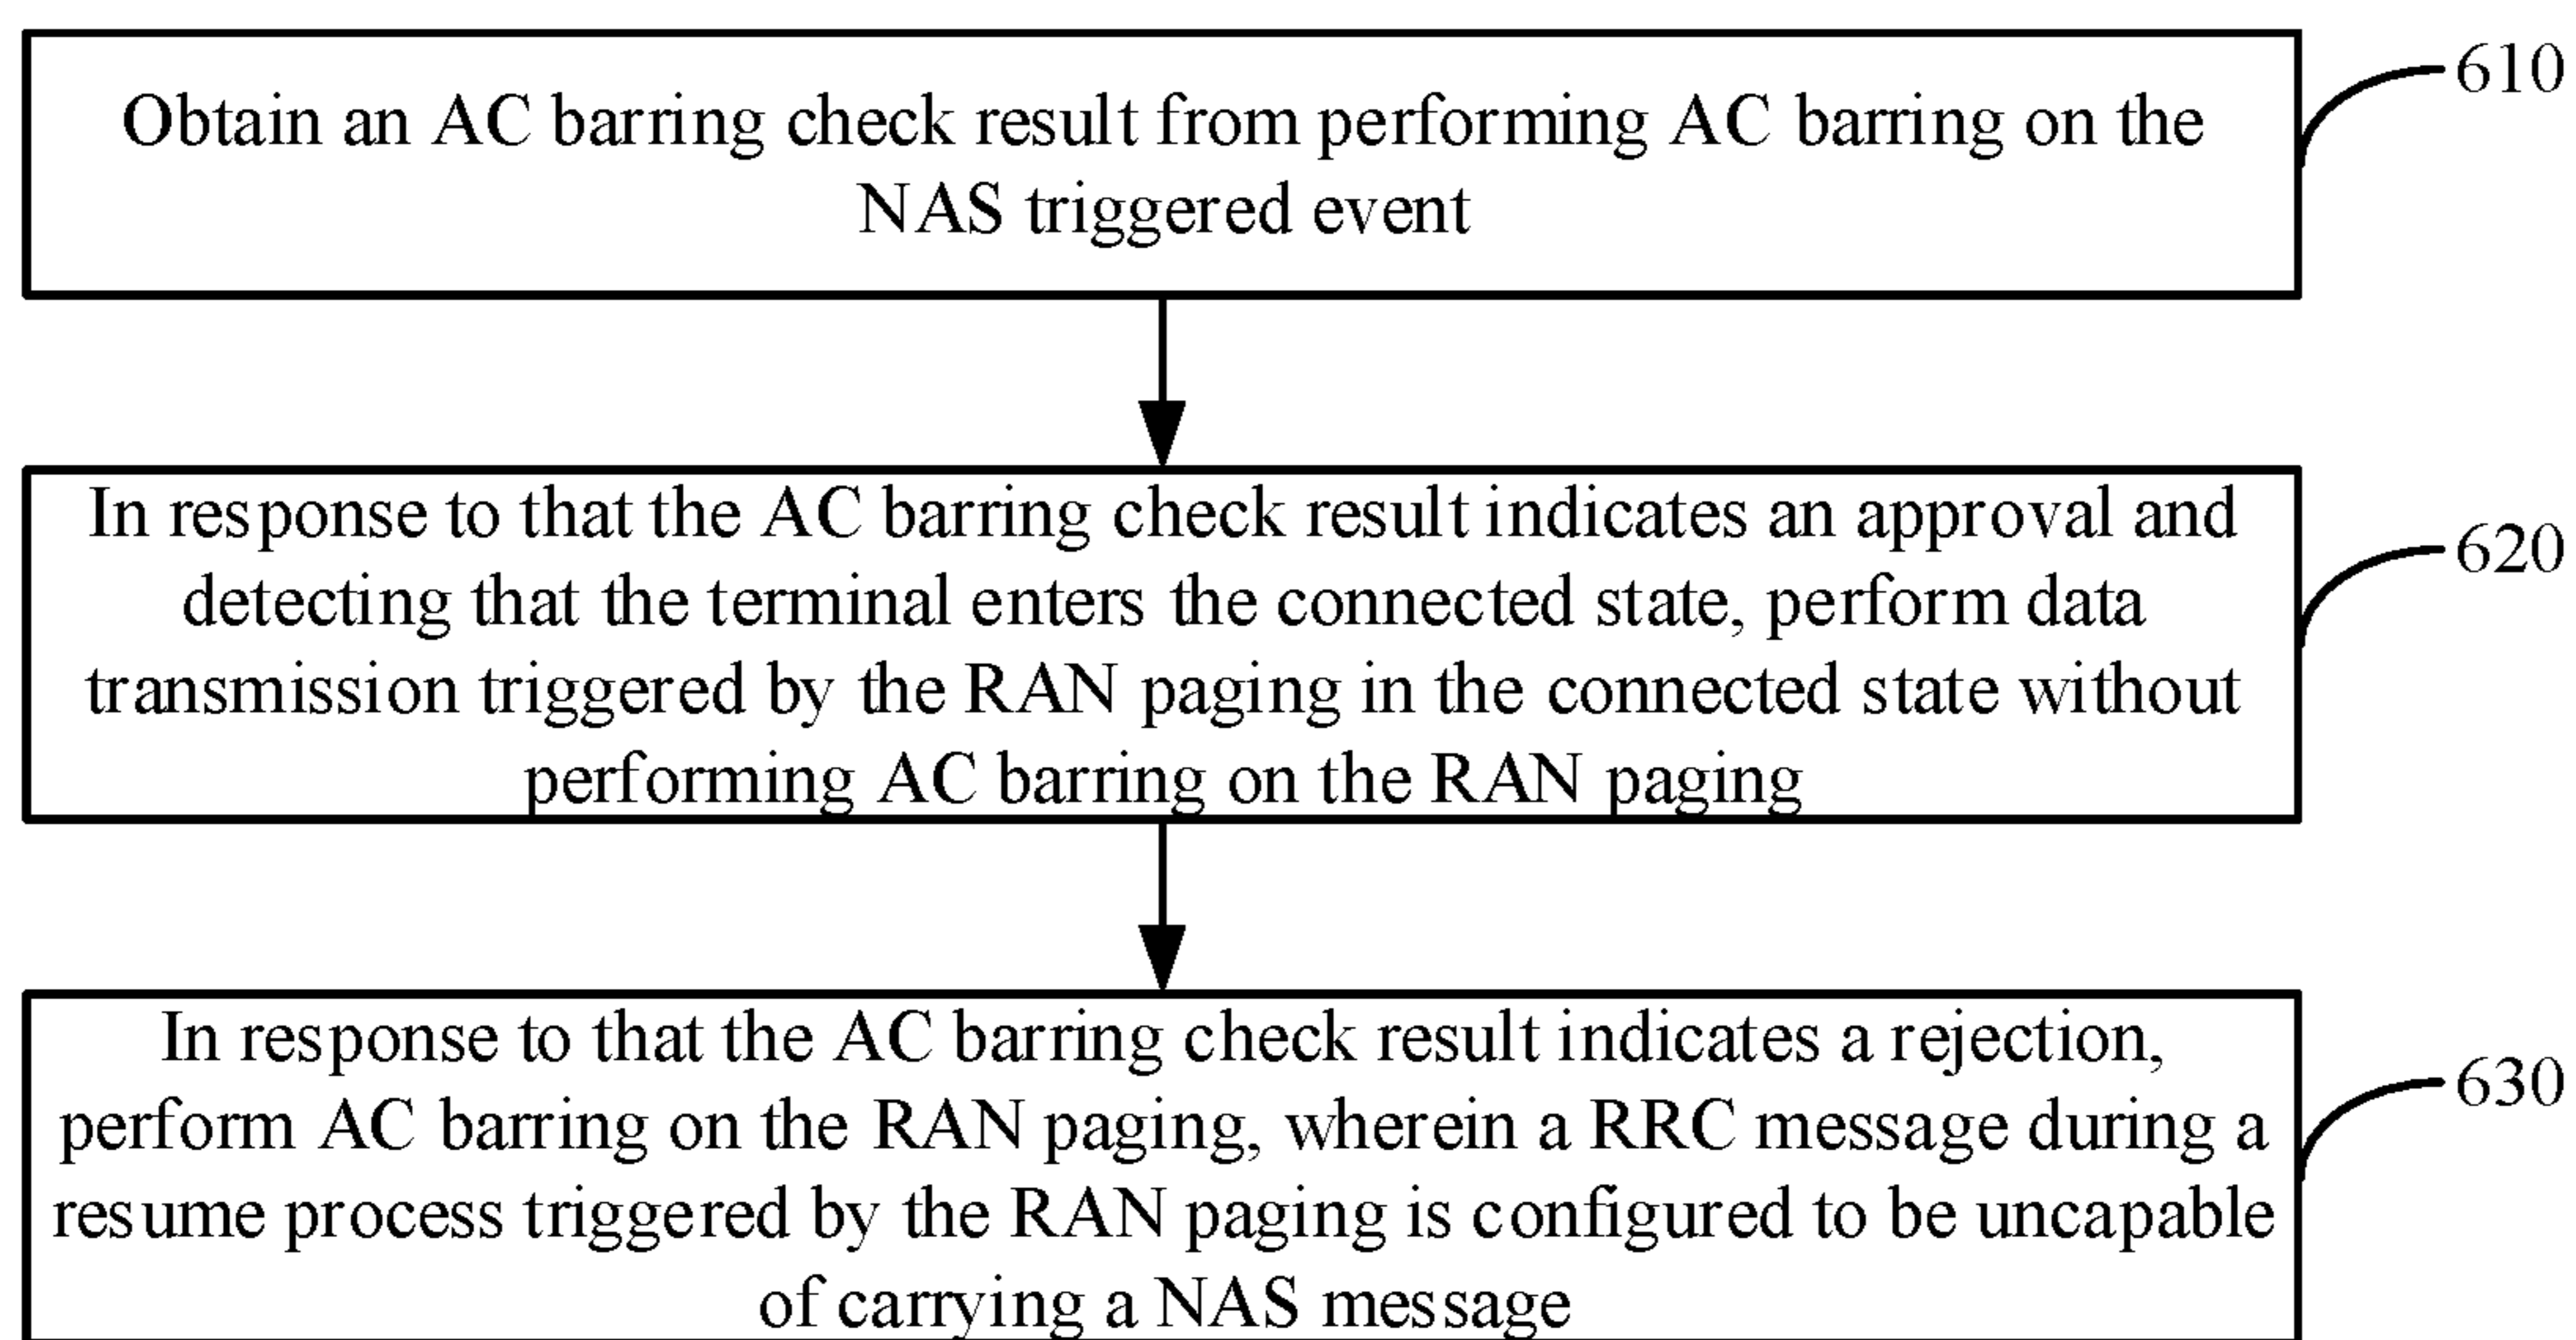 Obtain an AC barring check result from performing AC barring on the
NAS triggered event
610
In response to that the AC barring check result indicates an approval and
detecting that the terminal enters the connected state, perform data
transmission triggered by the RAN paging in the connected state without
performing AC barring on the RAN paging
620
In response to that the AC barring check result indicates a rejection,
perform AC barring on the RAN paging, wherein a RRC message during a
resume process triggered by the RAN paging is configured to be uncapable
of carrying a NAS message
630